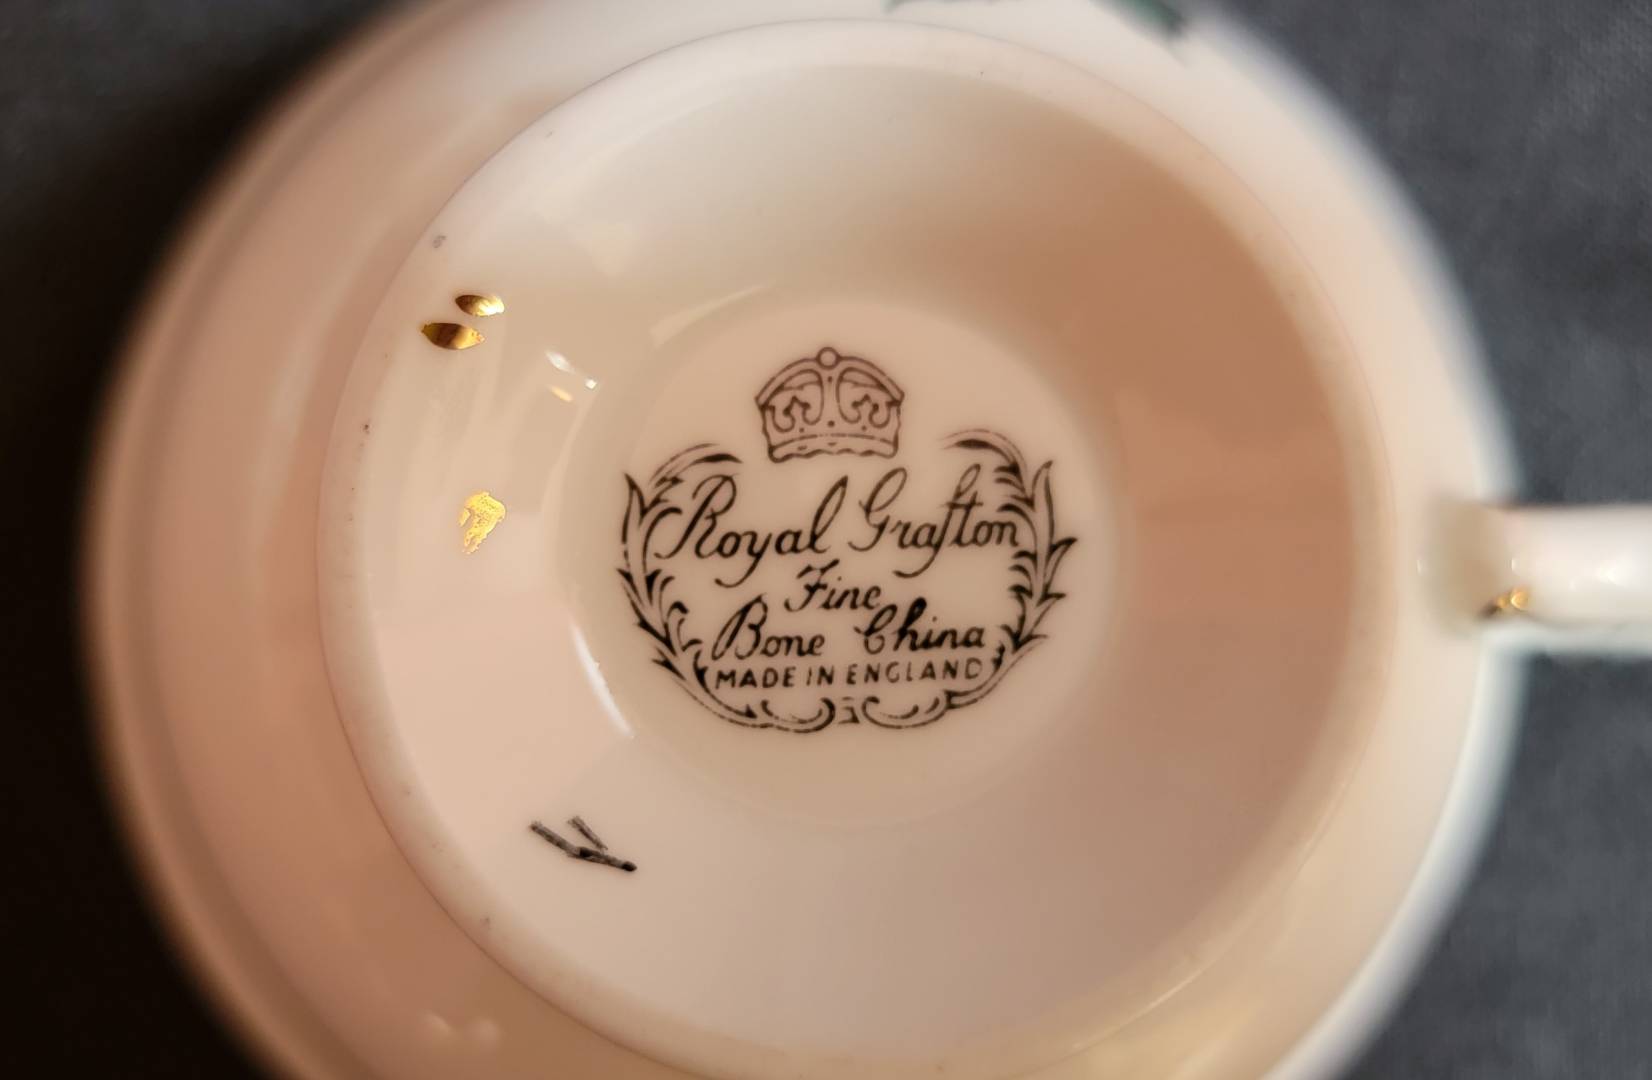 Royal Grafton
Fine
Bone China
MADE IN ENGLAND